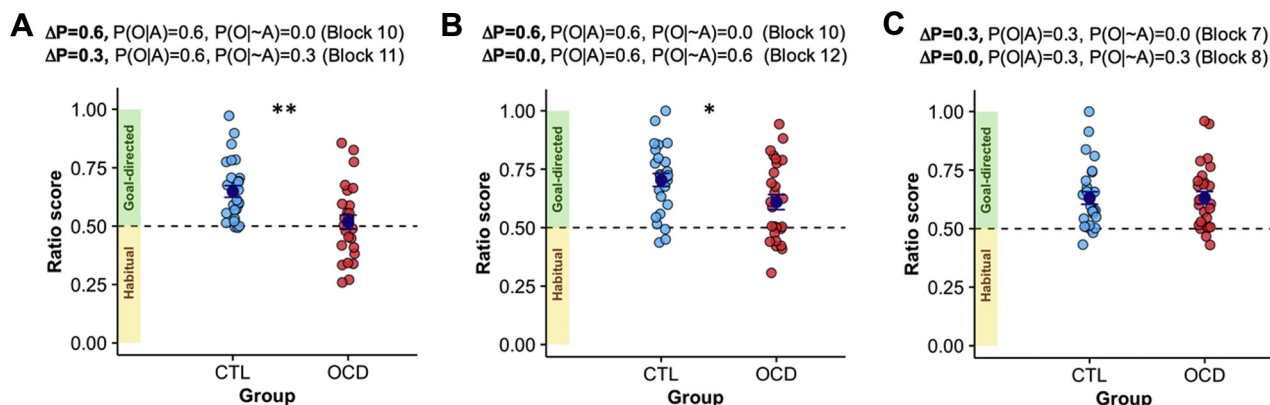 A
ΔP=0.6, P(O|A)=0.6, P(O|~A)=0.0 (Block 10)
ΔP=0.3, P(O|A)=0.6, P(O|~A)=0.3 (Block 11)
**
1.00
0.75
0.50
0.25
0.00
Ratio score
Goal-directed
Habitual
CTL OCD
Group
B
ΔP=0.6, P(O|A)=0.6, P(O|~A)=0.0 (Block 10)
ΔP=0.0, P(O|A)=0.6, P(O|~A)=0.6 (Block 12)
*
1.00
0.75
0.50
0.25
0.00
Ratio score
Goal-directed
Habitual
CTL OCD
Group
C
ΔP=0.3, P(O|A)=0.3, P(O|~A)=0.0 (Block 7)
ΔP=0.0, P(O|A)=0.3, P(O|~A)=0.3 (Block 8)
1.00
0.75
0.50
0.25
0.00
Ratio score
Goal-directed
Habitual
CTL OCD
Group